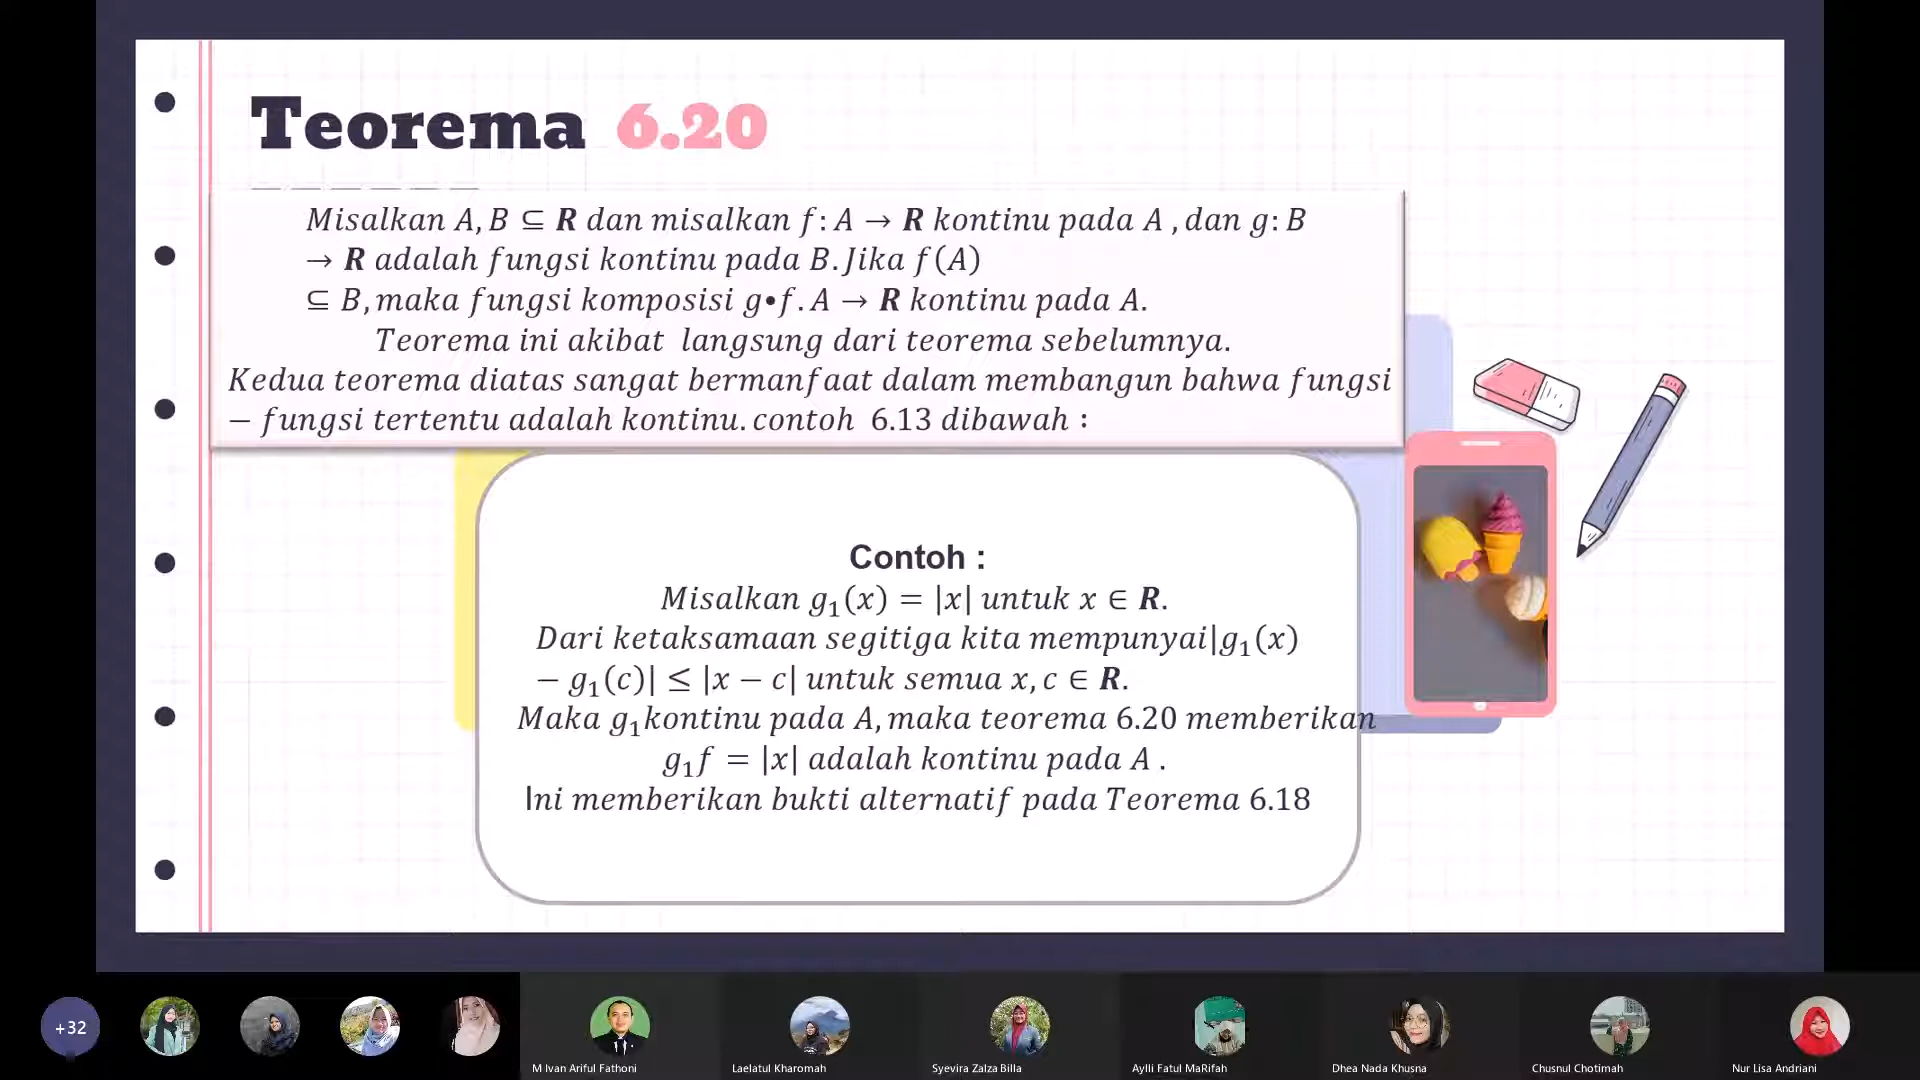 Teorema 6.20
Misalkan A, B ⊆ R dan misalkan f: A → R kontinu pada A , dan g: B
→ R adalah fungsi kontinu pada B. Jika f(A)
⊆ B, maka fungsi komposisi g•f. A → R kontinu pada A.
Teorema ini akibat langsung dari teorema sebelumnya.
Kedua teorema diatas sangat bermanfaat dalam membangun bahwa fungsi
− fungsi tertentu adalah kontinu. contoh 6.13 dibawah :
Contoh :
Misalkan g₁(x) = |x| untuk x ∈ R.
Dari ketaksamaan segitiga kita mempunyai|g₁(x)
− g₁(c)| ≤ |x − c| untuk semua x, c ∈ R.
Maka g₁kontinu pada A, maka teorema 6.20 memberikan
g₁f = |x| adalah kontinu pada A .
Ini memberikan bukti alternatif pada Teorema 6.18
+32
M Ivan Ariful Fathoni
Laelatul Kharomah
Syevira Zalza Billa
Aylli Fatul MaRifah
Dhea Nada Khusna
Chusnul Chotimah
Nur Lisa Andriani